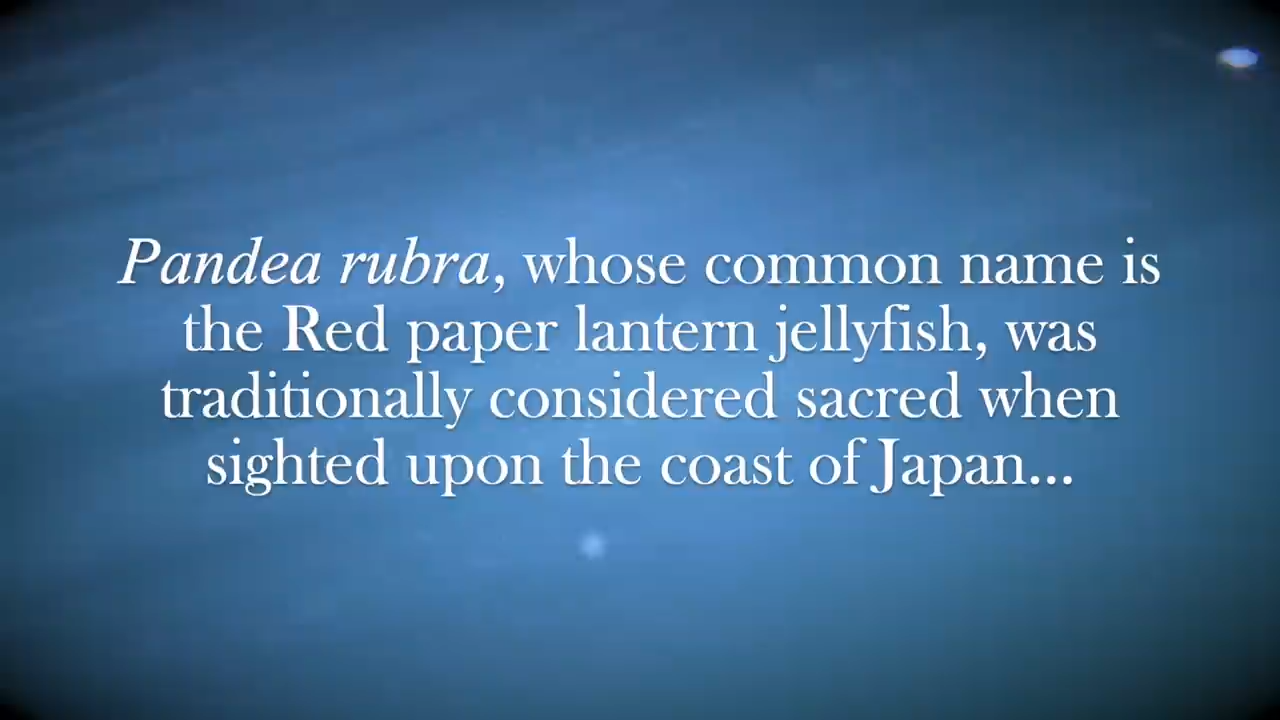 Pandea rubra, whose common name is
the Red paper lantern jellyfish, was
traditionally considered sacred when
sighted upon the coast of Japan...